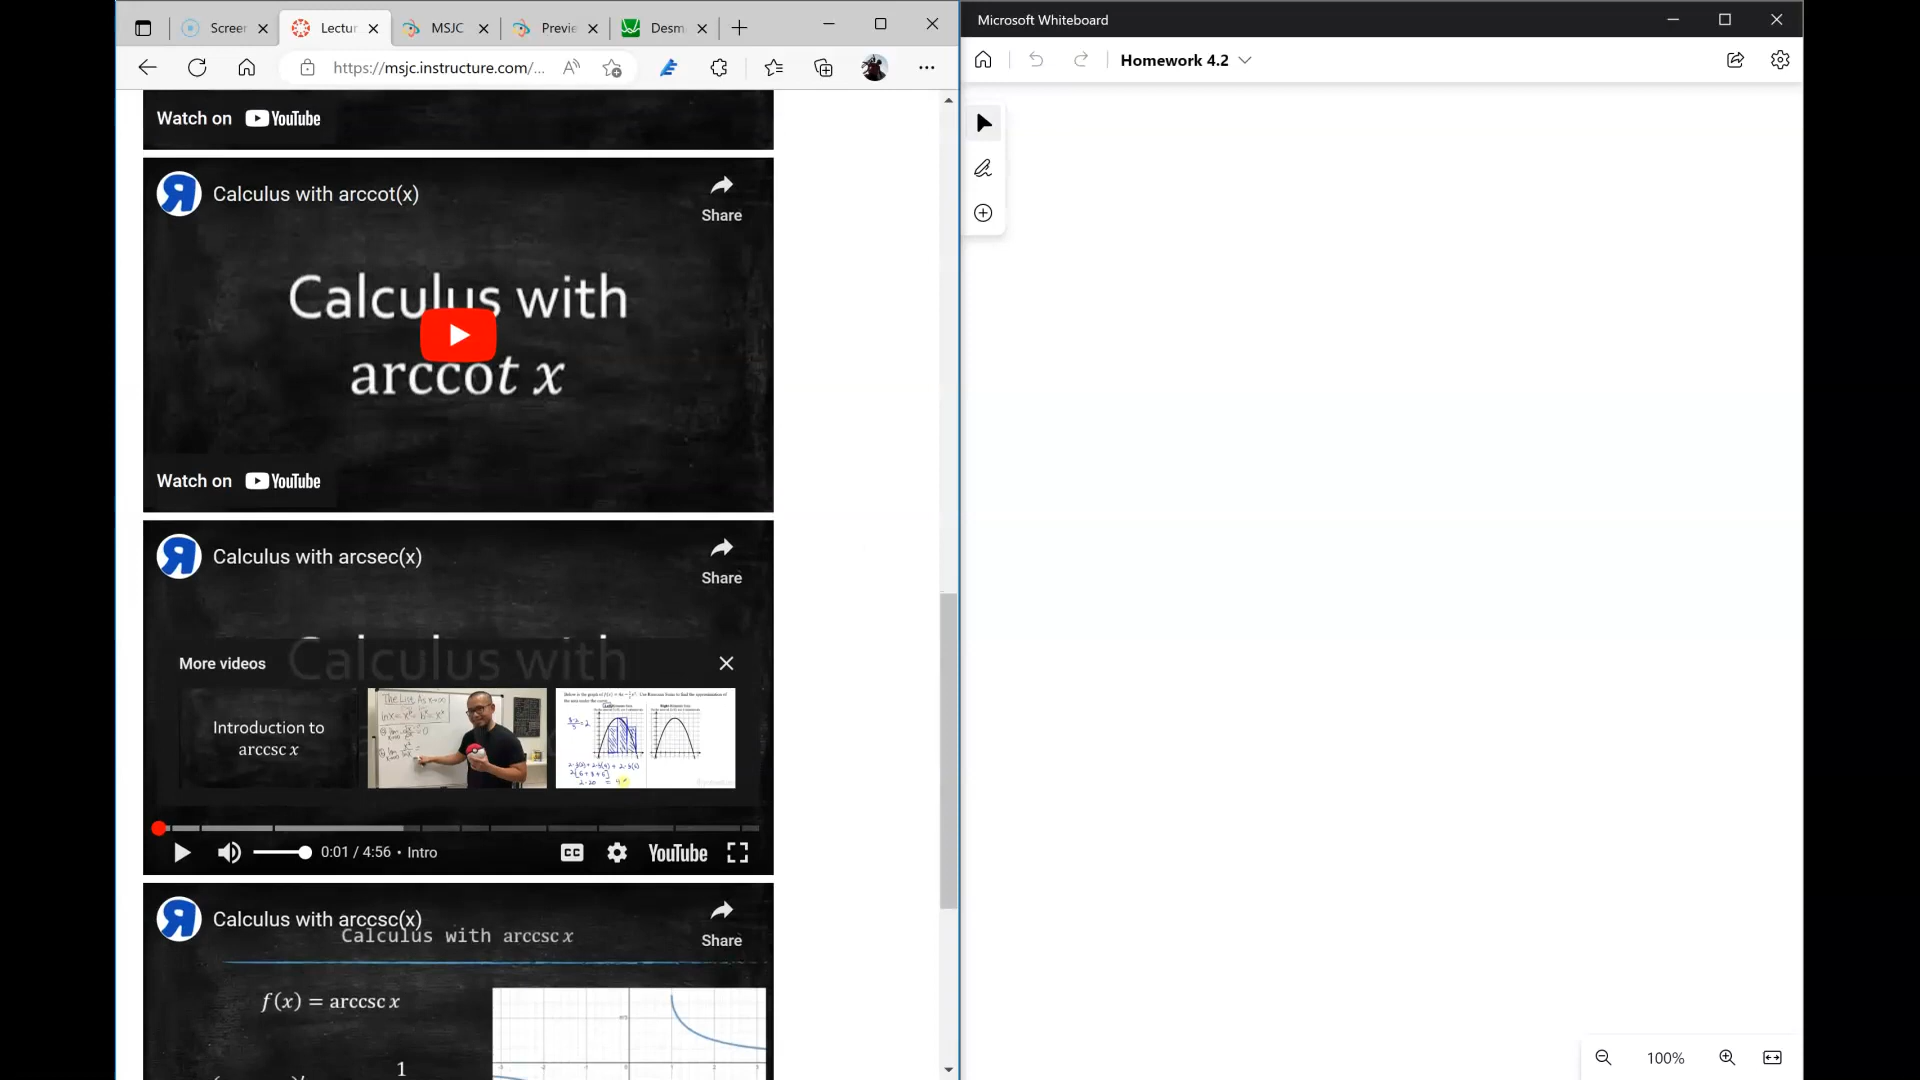 Screer
Lectur
MSJC
Previe
Desm
https://msjc.instructure.com/...
Watch on YouTube
Calculus with arccot(x)
Share
Calculus with
arccot x
Watch on YouTube
Calculus with arcsec(x)
Share
Calculus with
More videos
Introduction to
arccsc x
0:01 / 4:56 • Intro
CC
YouTube
Calculus with arccsc(x)
Share
Calculus with arccsc x
f(x) = arccsc x
1
Microsoft Whiteboard
Homework 4.2
100%